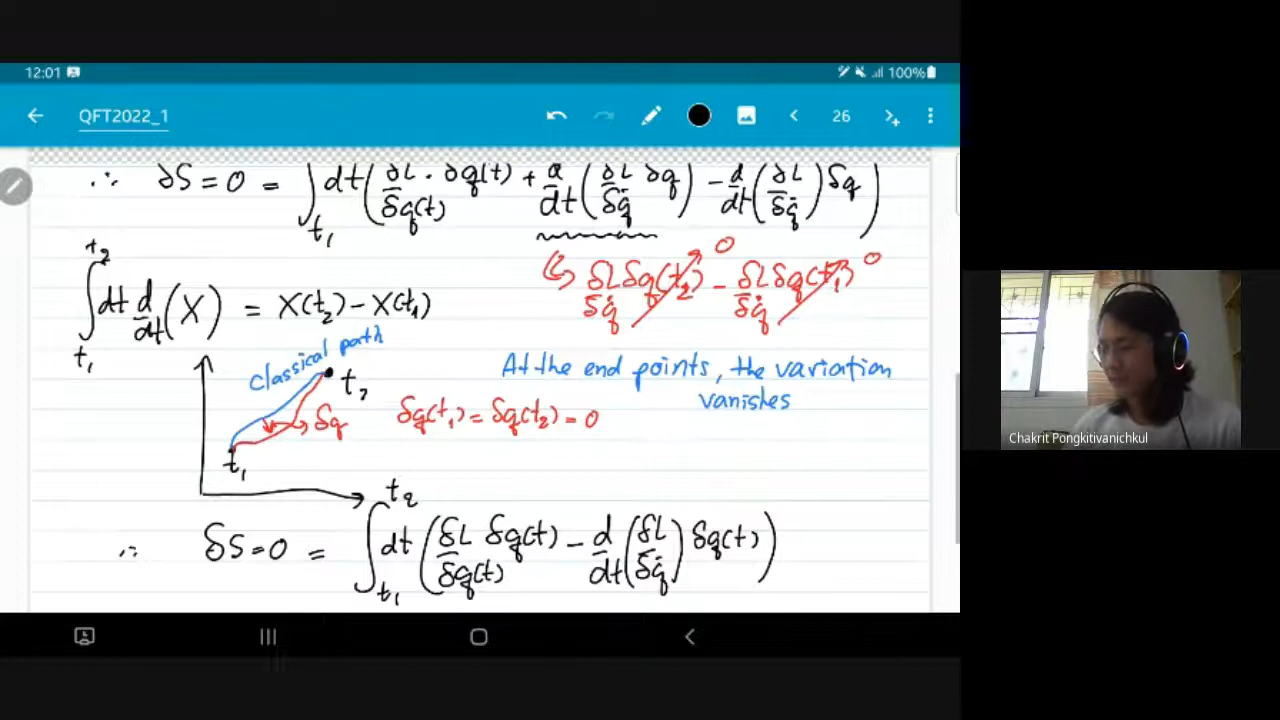 12:01 100%
QFT2022_1 26
∴ δS = 0 = ∫_{t₁} dt (δL/δq(t) · δq(t) + d/dt (δL/δq̇ δq) − d/dt (δL/δq̇) δq)
↳ δL/δq̇ δq(t₂) ↗ 0 − δL/δq̇ δq(t₁) ↗ 0
∫_{t₁}^{t₂} dt d/dt (X) = X(t₂) − X(t₁)
classical path
t₂
δq
t₁
At the end points, the variation
vanishes
δq(t₁) = δq(t₂) = 0
∴ δS = 0 = ∫_{t₁}^{t₂} dt (δL/δq(t) δq(t) − d/dt (δL/δq̇) δq(t))
Chakrit Pongkitivanichkul